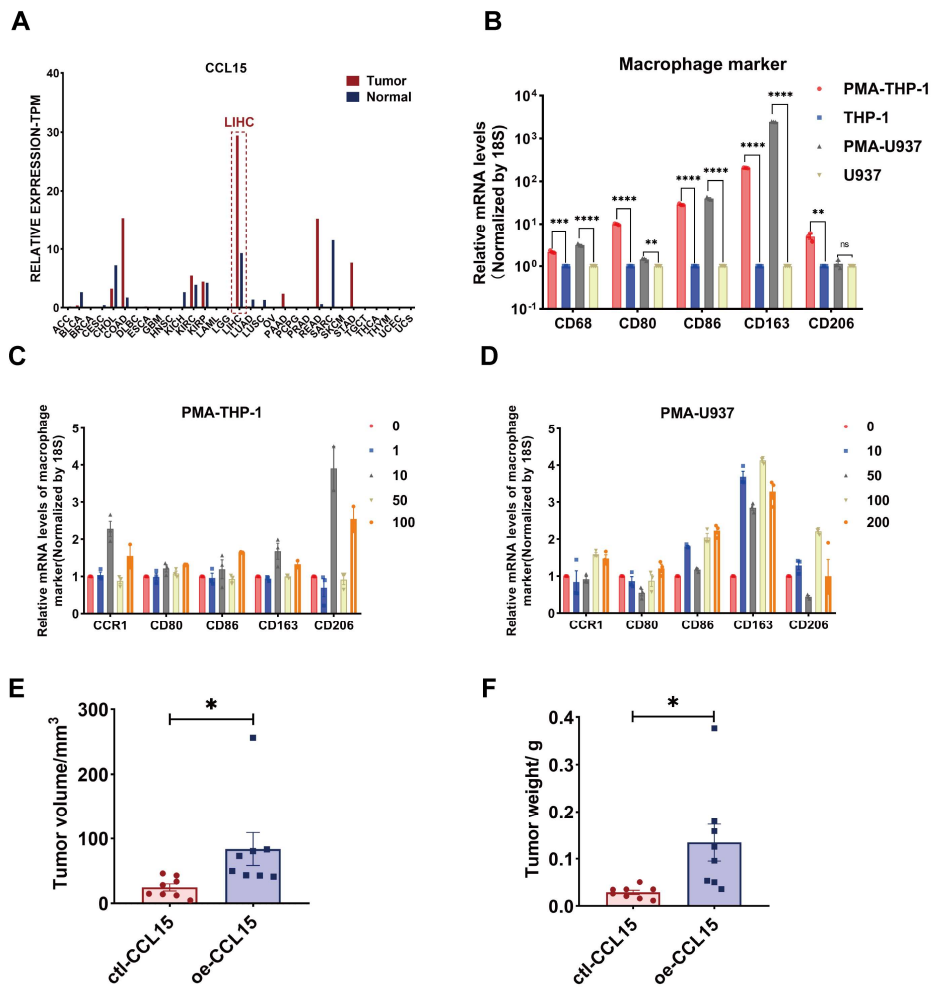 A
CCL15
RELATIVE EXPRESSION-TPM
40
30
20
10
0
Tumor
Normal
LIHC
ACC
BLCA
BRCA
CESC
CHOL
COAD
DLBC
ESCA
GBM
HNSC
KICH
KIRC
KIRP
LAML
LGG
LIHC
LUAD
LUSC
OV
PAAD
PCPG
PRAD
READ
SARC
SKCM
STAD
TGCT
THCA
THYM
UCEC
UCS
B
Macrophage marker
Relative mRNA levels
(Normalized by 18S)
10⁴
10³
10²
10¹
10⁰
10⁻¹
*** **** **** ** **** **** **** **** ** ns
CD68 CD80 CD86 CD163 CD206
PMA-THP-1
THP-1
PMA-U937
U937
C
PMA-THP-1
Relative mRNA levels of macrophage
marker(Normalized by 18S)
5
4
3
2
1
0
CCR1 CD80 CD86 CD163 CD206
0
1
10
50
100
D
PMA-U937
Relative mRNA levels of macrophage
marker(Normalized by 18S)
5
4
3
2
1
0
CCR1 CD80 CD86 CD163 CD206
0
10
50
100
200
E
Tumor volume/mm³
300
200
100
0
*
ctl-CCL15
oe-CCL15
F
Tumor weight/ g
0.4
0.3
0.2
0.1
0.0
*
ctl-CCL15
oe-CCL15